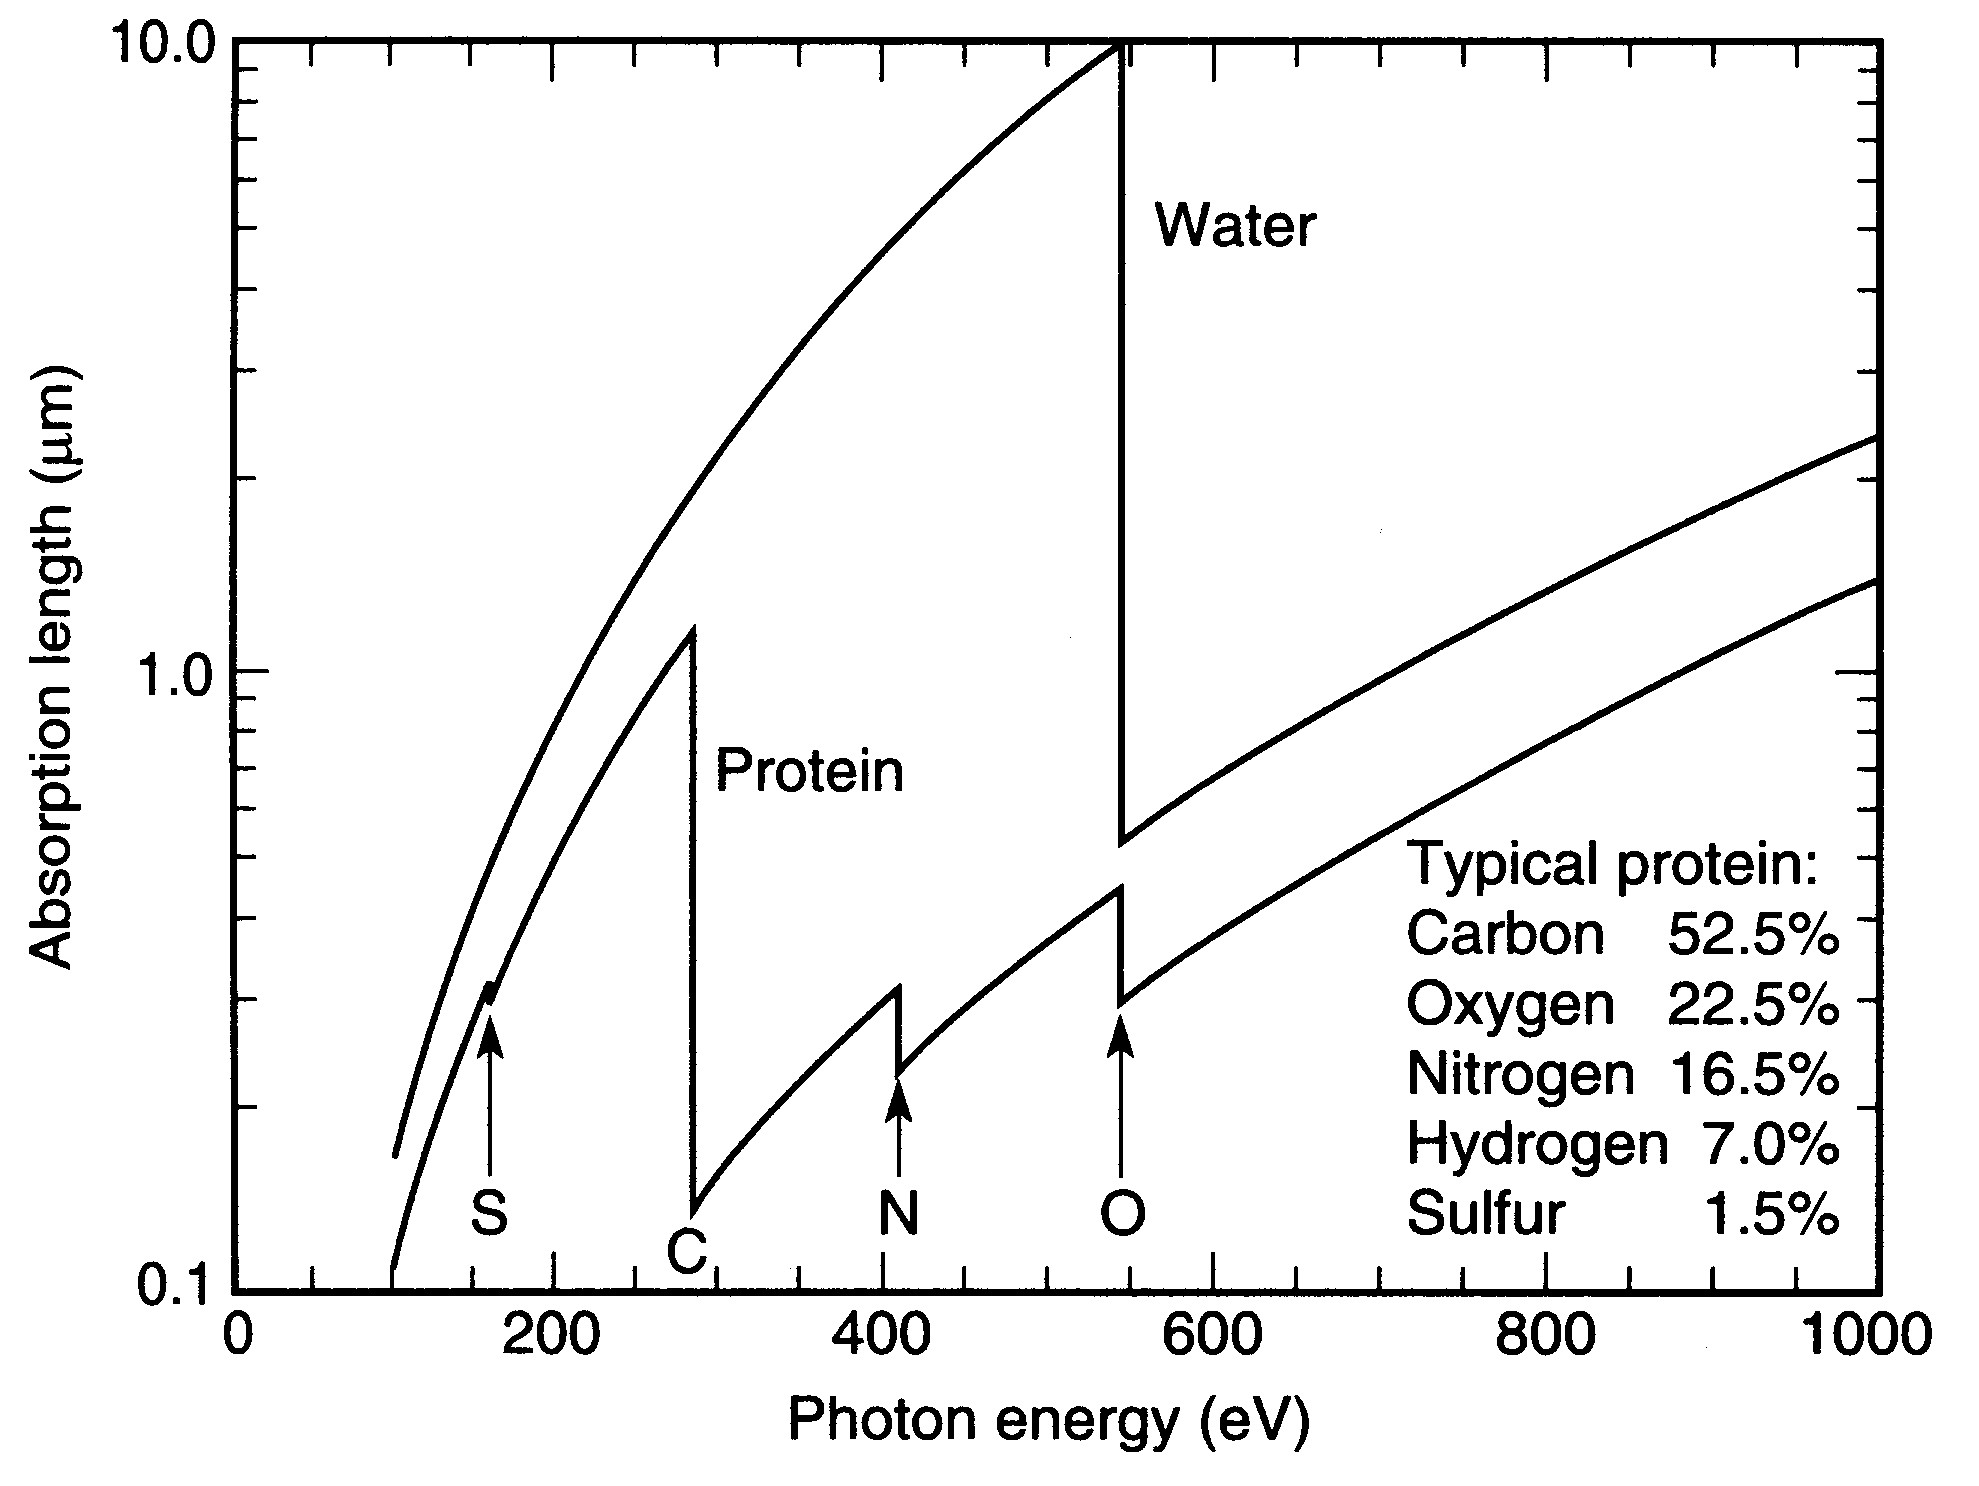 10.0
Water
Absorption length (μm)
1.0
Protein
Typical protein:
Carbon 52.5%
Oxygen 22.5%
Nitrogen 16.5%
Hydrogen 7.0%
Sulfur 1.5%
S
C
N
O
0.1
0 200 400 600 800 1000
Photon energy (eV)